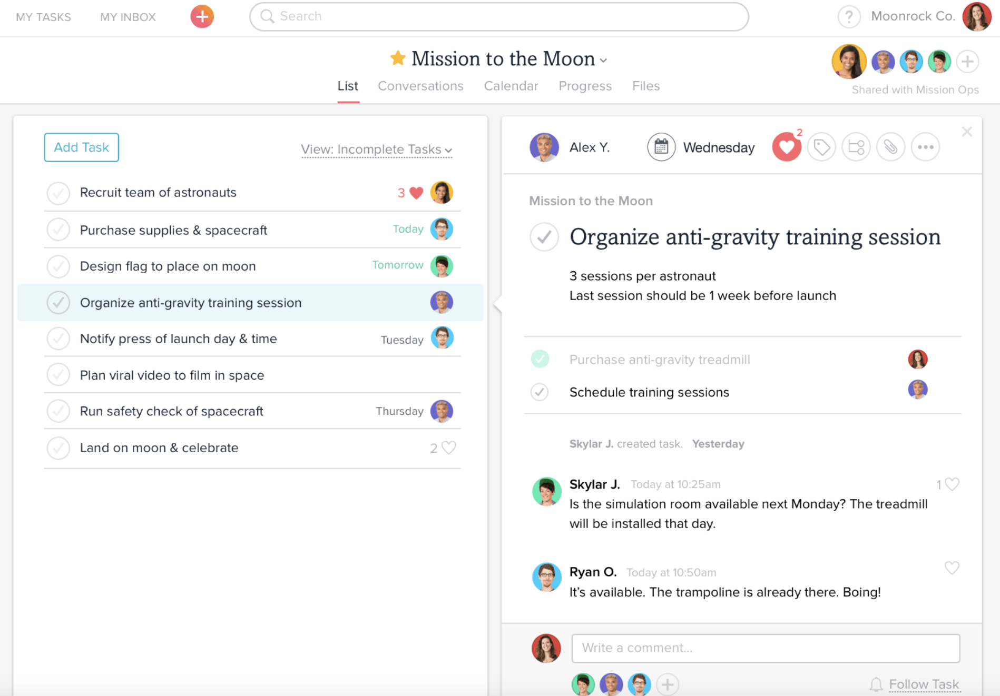 MY TASKS
MY INBOX
Search
Moonrock Co.
Mission to the Moon
List
Conversations
Calendar
Progress
Files
Shared with Mission Ops
Add Task
View: Incomplete Tasks
Recruit team of astronauts
3
Purchase supplies & spacecraft
Today
Design flag to place on moon
Tomorrow
Organize anti-gravity training session
Notify press of launch day & time
Tuesday
Plan viral video to film in space
Run safety check of spacecraft
Thursday
Land on moon & celebrate
2
Alex Y.
Wednesday
2
Mission to the Moon
Organize anti-gravity training session
3 sessions per astronaut
Last session should be 1 week before launch
Purchase anti-gravity treadmill
Schedule training sessions
Skylar J. created task. Yesterday
Skylar J. Today at 10:25am
1
Is the simulation room available next Monday? The treadmill
will be installed that day.
Ryan O. Today at 10:50am
It’s available. The trampoline is already there. Boing!
Write a comment...
Follow Task